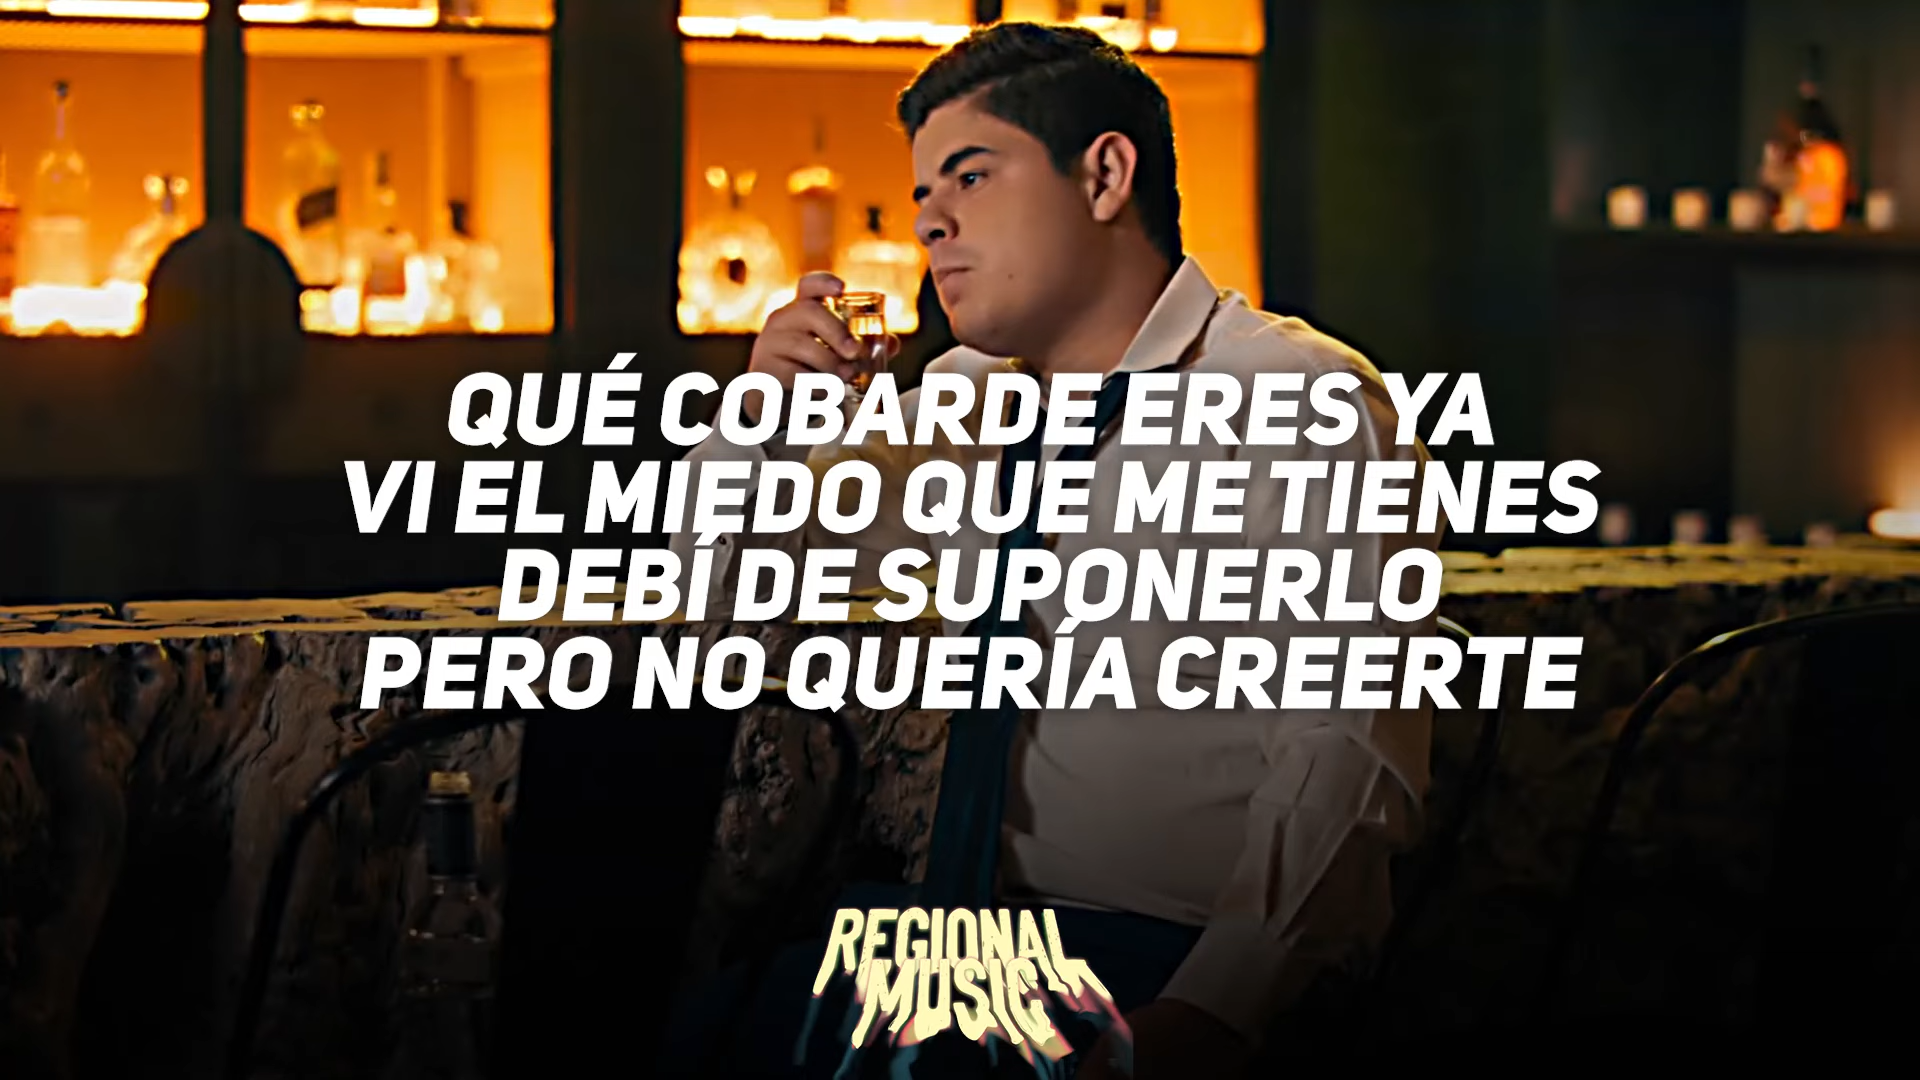 QUÉ COBARDE ERES YA
VI EL MIEDO QUE ME TIENES
DEBÍ DE SUPONERLO
PERO NO QUERÍA CREERTE
REGIONAL
MUSIC